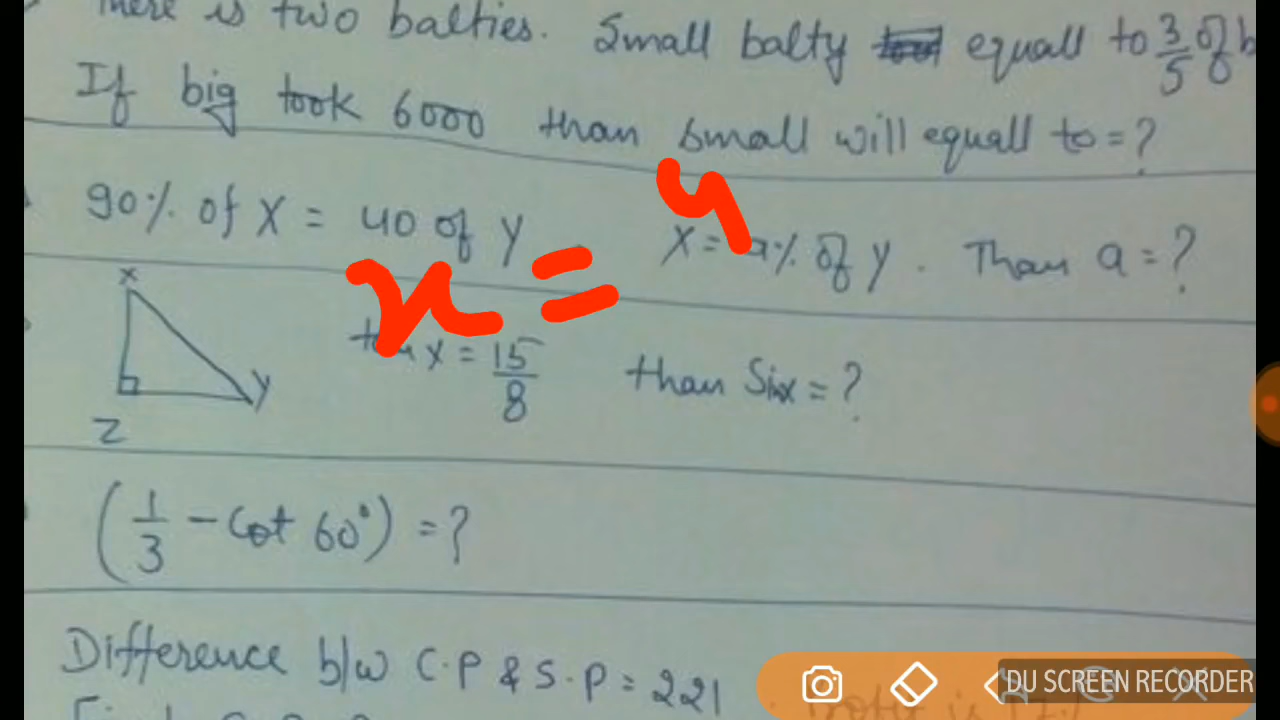 There is two balties. Small balty equall to 3/5 of b
If big took 6000 than small will equall to = ?
90% of X = 40 of y X = a% of y . Than a = ?
x =
y
X
y
Z
tan x = 15/8 than Sinx = ?
(1/3 - Cot 60°) = ?
Difference b/w C.P & S.P = 221
DU SCREEN RECORDER